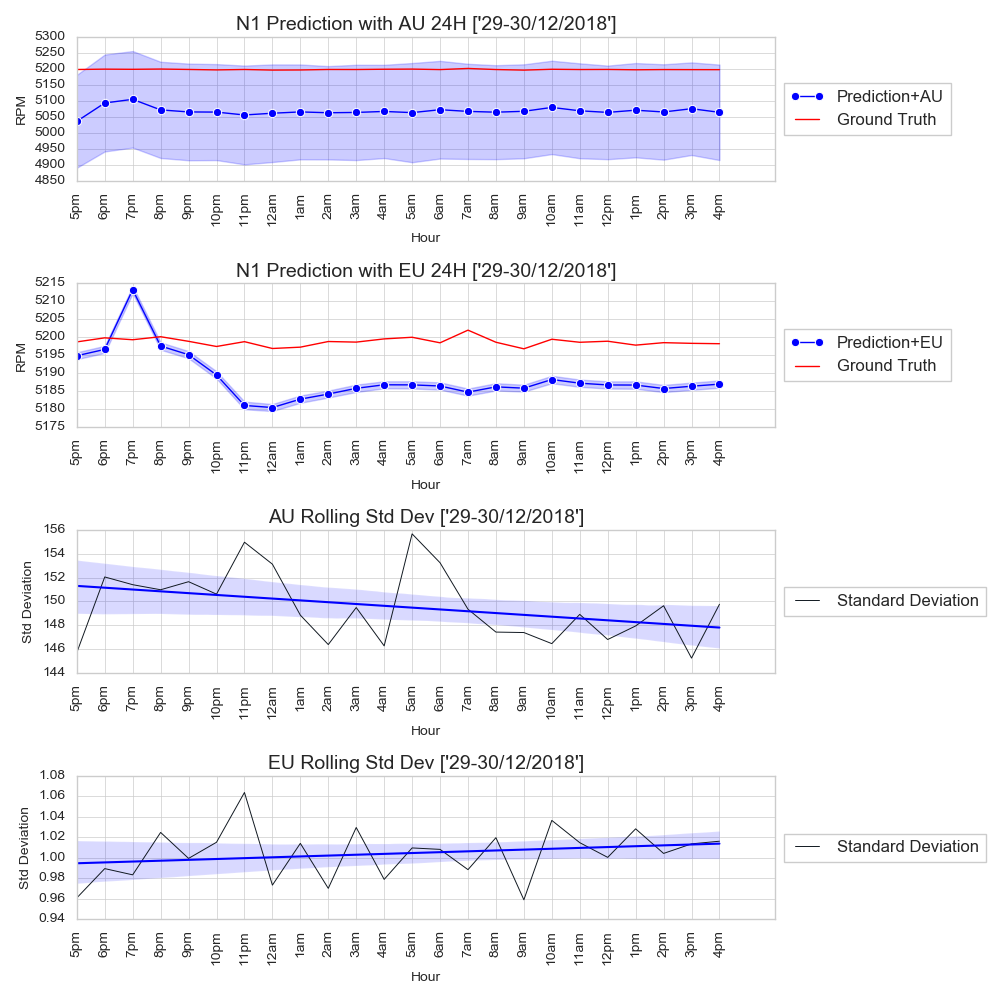 N1 Prediction with AU 24H ['29-30/12/2018']
5300
5250
5200
5150
5100
5050
5000
4950
4900
4850
RPM
5pm 6pm 7pm 8pm 9pm 10pm 11pm 12am 1am 2am 3am 4am 5am 6am 7am 8am 9am 10am 11am 12pm 1pm 2pm 3pm 4pm
Hour
Prediction+AU
Ground Truth
N1 Prediction with EU 24H ['29-30/12/2018']
5215
5210
5205
5200
5195
5190
5185
5180
5175
RPM
5pm 6pm 7pm 8pm 9pm 10pm 11pm 12am 1am 2am 3am 4am 5am 6am 7am 8am 9am 10am 11am 12pm 1pm 2pm 3pm 4pm
Hour
Prediction+EU
Ground Truth
AU Rolling Std Dev ['29-30/12/2018']
156
154
152
150
148
146
144
Std Deviation
5pm 6pm 7pm 8pm 9pm 10pm 11pm 12am 1am 2am 3am 4am 5am 6am 7am 8am 9am 10am 11am 12pm 1pm 2pm 3pm 4pm
Hour
Standard Deviation
EU Rolling Std Dev ['29-30/12/2018']
1.08
1.06
1.04
1.02
1.00
0.98
0.96
0.94
Std Deviation
5pm 6pm 7pm 8pm 9pm 10pm 11pm 12am 1am 2am 3am 4am 5am 6am 7am 8am 9am 10am 11am 12pm 1pm 2pm 3pm 4pm
Hour
Standard Deviation